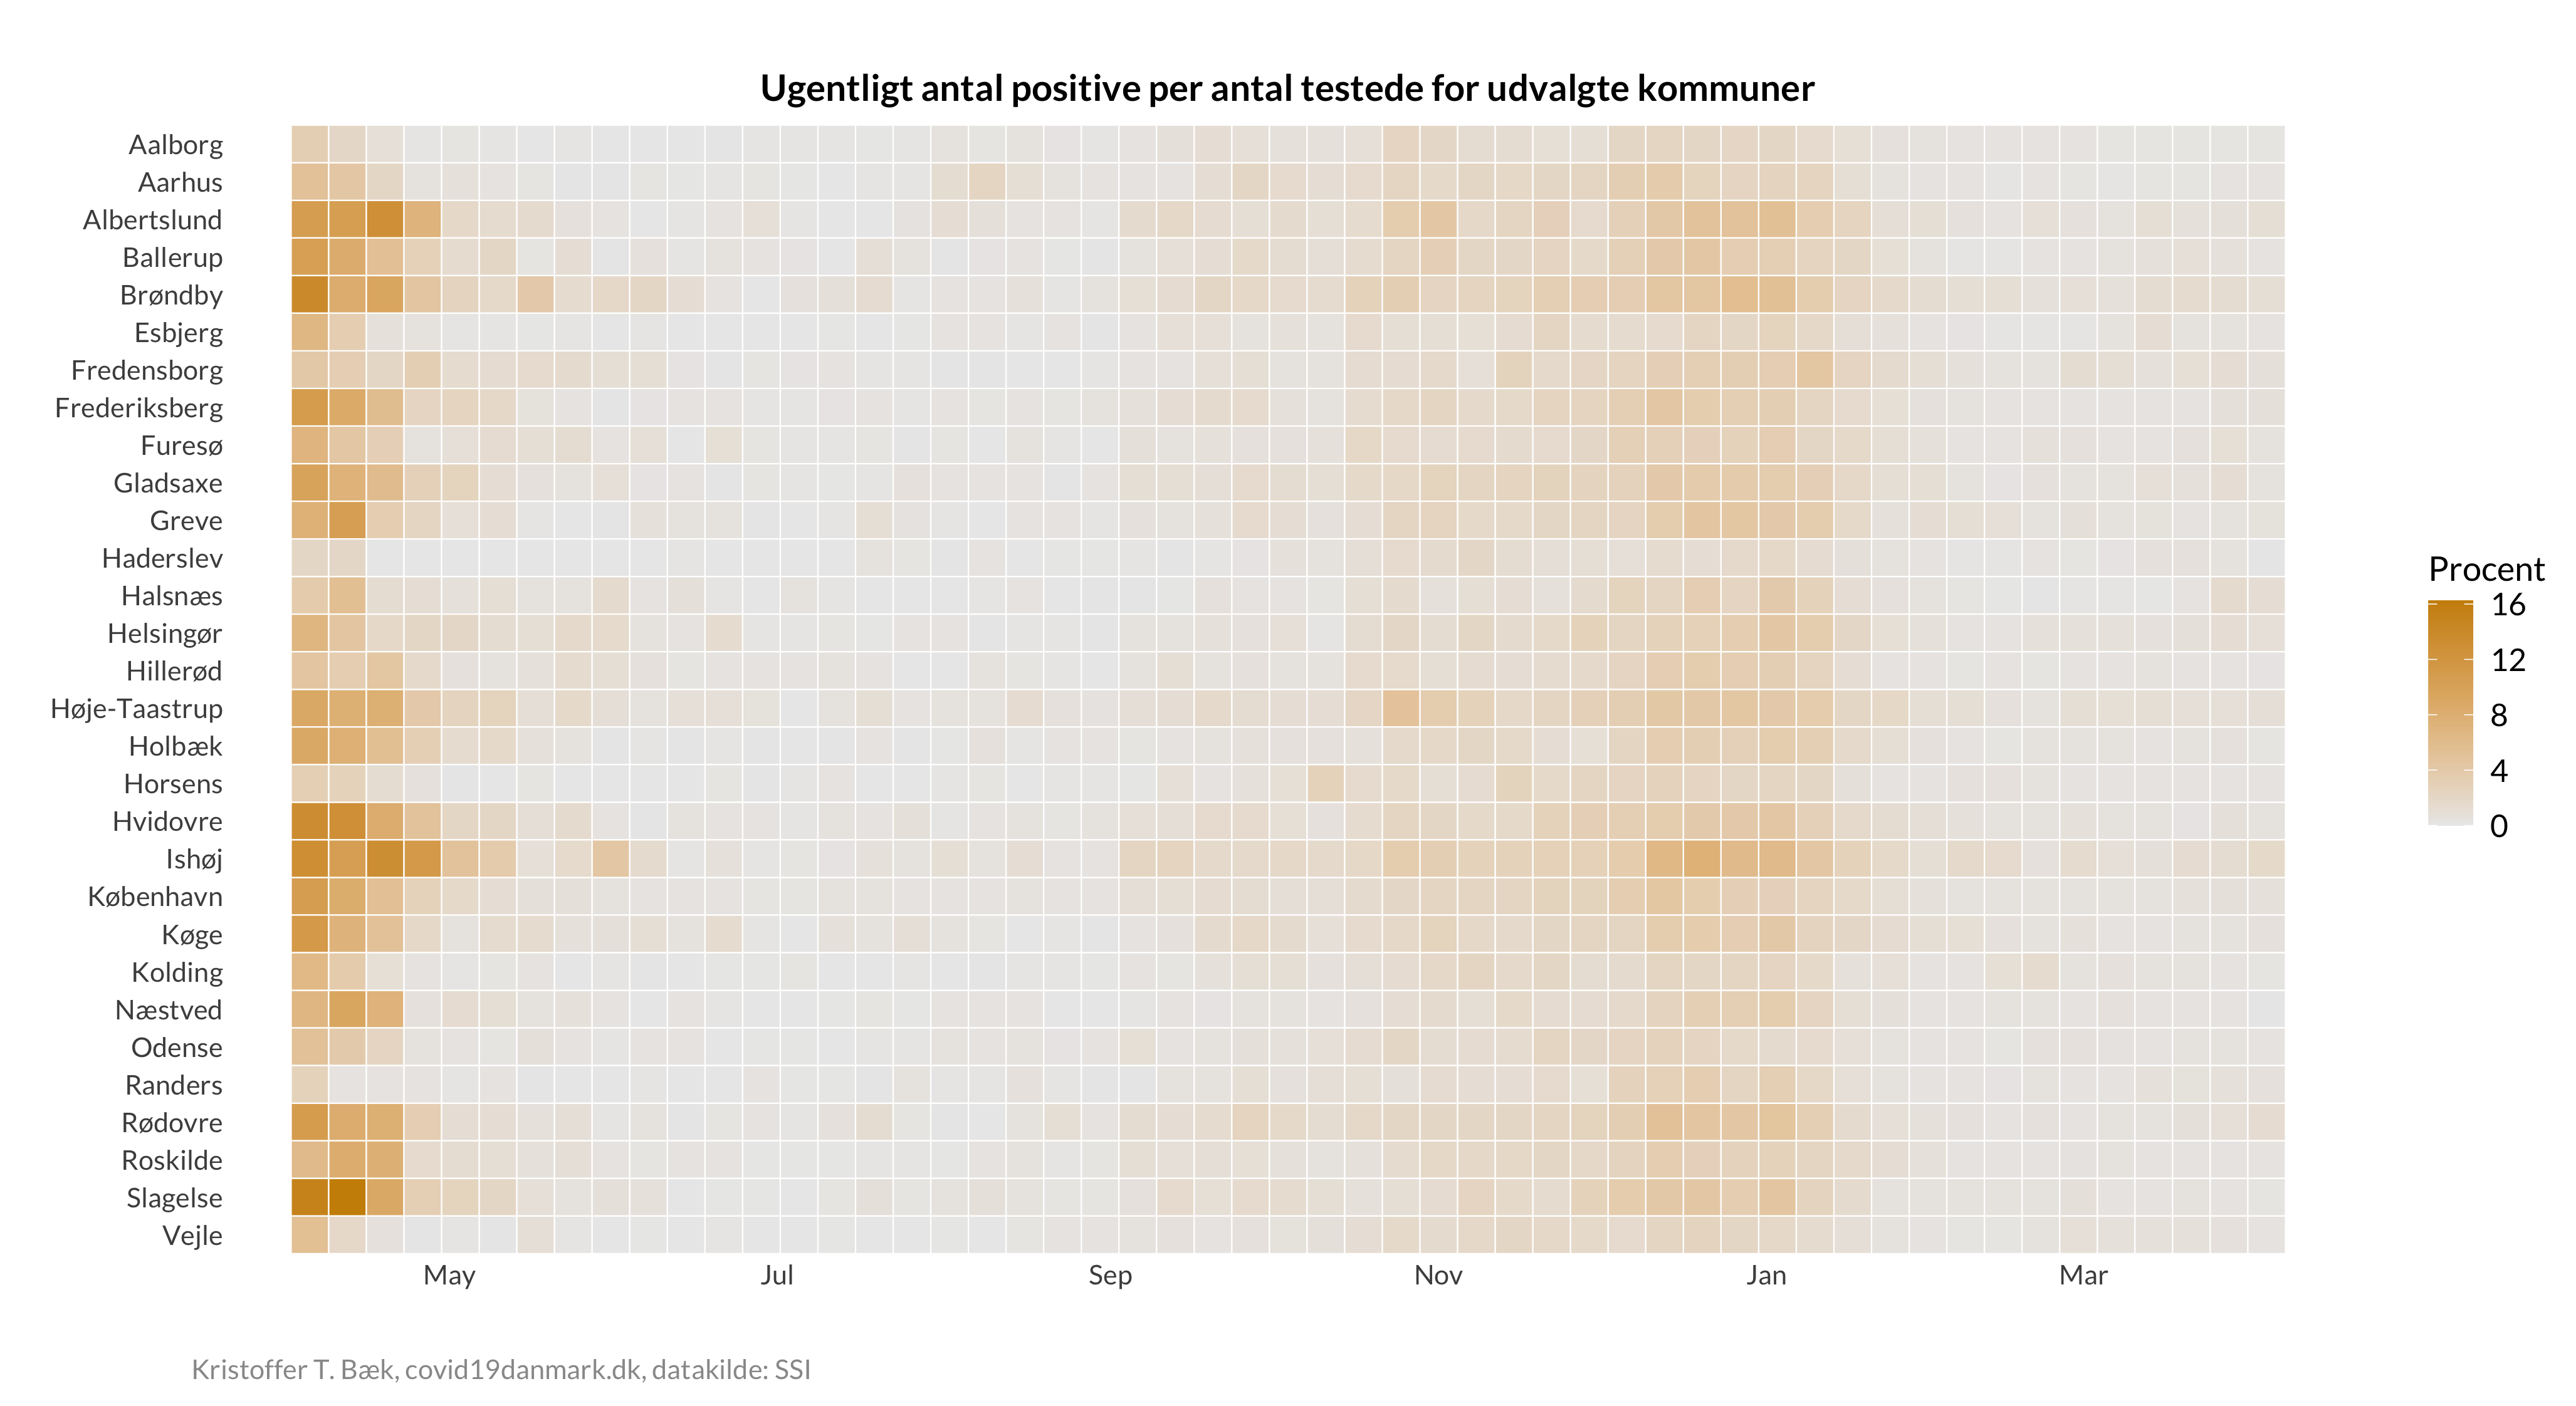 Ugentligt antal positive per antal testede for udvalgte kommuner
Aalborg
Aarhus
Albertslund
Ballerup
Brøndby
Esbjerg
Fredensborg
Frederiksberg
Furesø
Gladsaxe
Greve
Haderslev
Halsnæs
Helsingør
Hillerød
Høje-Taastrup
Holbæk
Horsens
Hvidovre
Ishøj
København
Køge
Kolding
Næstved
Odense
Randers
Rødovre
Roskilde
Slagelse
Vejle
May Jul Sep Nov Jan Mar
Procent
16
12
8
4
0
Kristoffer T. Bæk, covid19danmark.dk, datakilde: SSI